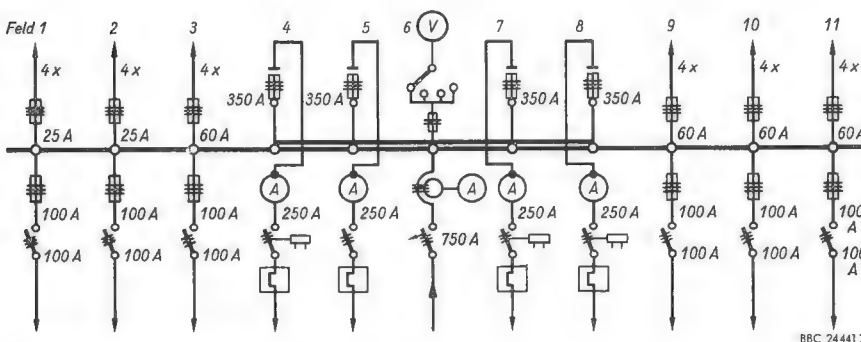 Feld 1 2 3 4 5 6 V 7 8 9 10 11
4x 4x 4x 4x 4x 4x
350 A 350 A 350 A 350 A
25 A 25 A 60 A 60 A 60 A 60 A
A A A A A
100 A 100 A 100 A 250 A 250 A 250 A 250 A 100 A 100 A 100 A
100 A 100 A 100 A 750 A 100 A 100 A 100 A
BBC 24441